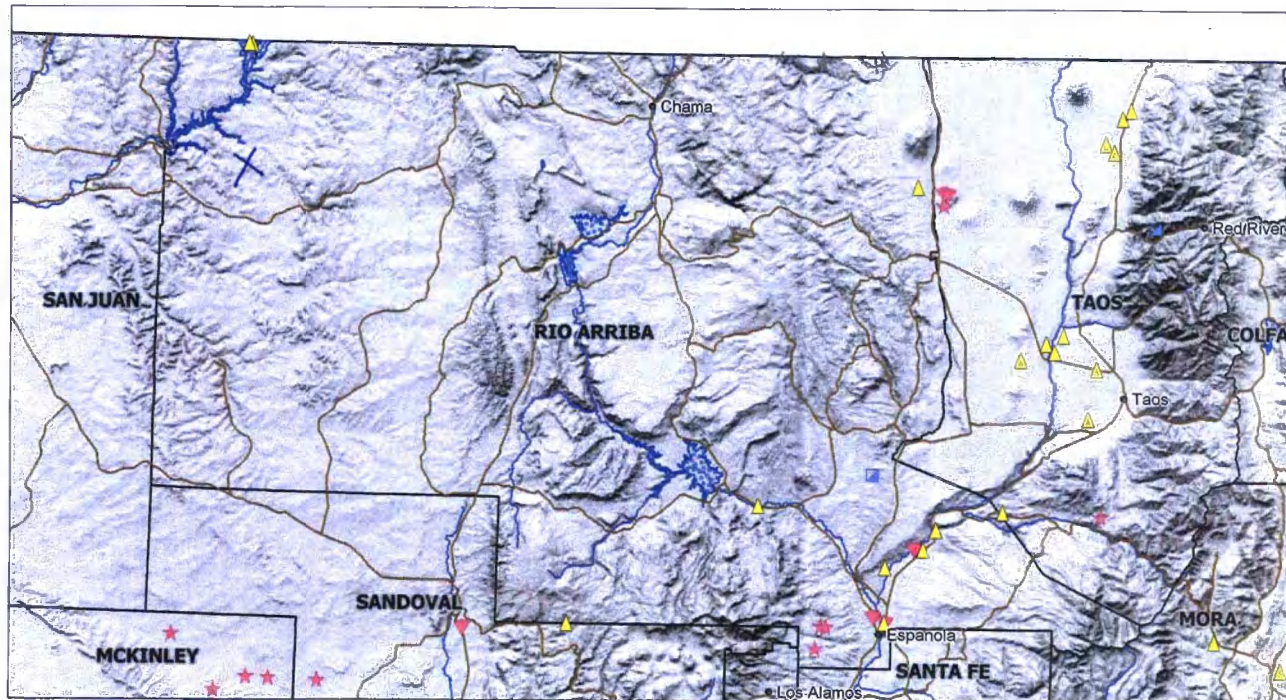 Chama
Red River
SAN JUAN
TAOS
RIO ARRIBA
COLFA
Taos
SANDOVAL
MORA
Espanola
MCKINLEY
SANTA FE
Los Alamos